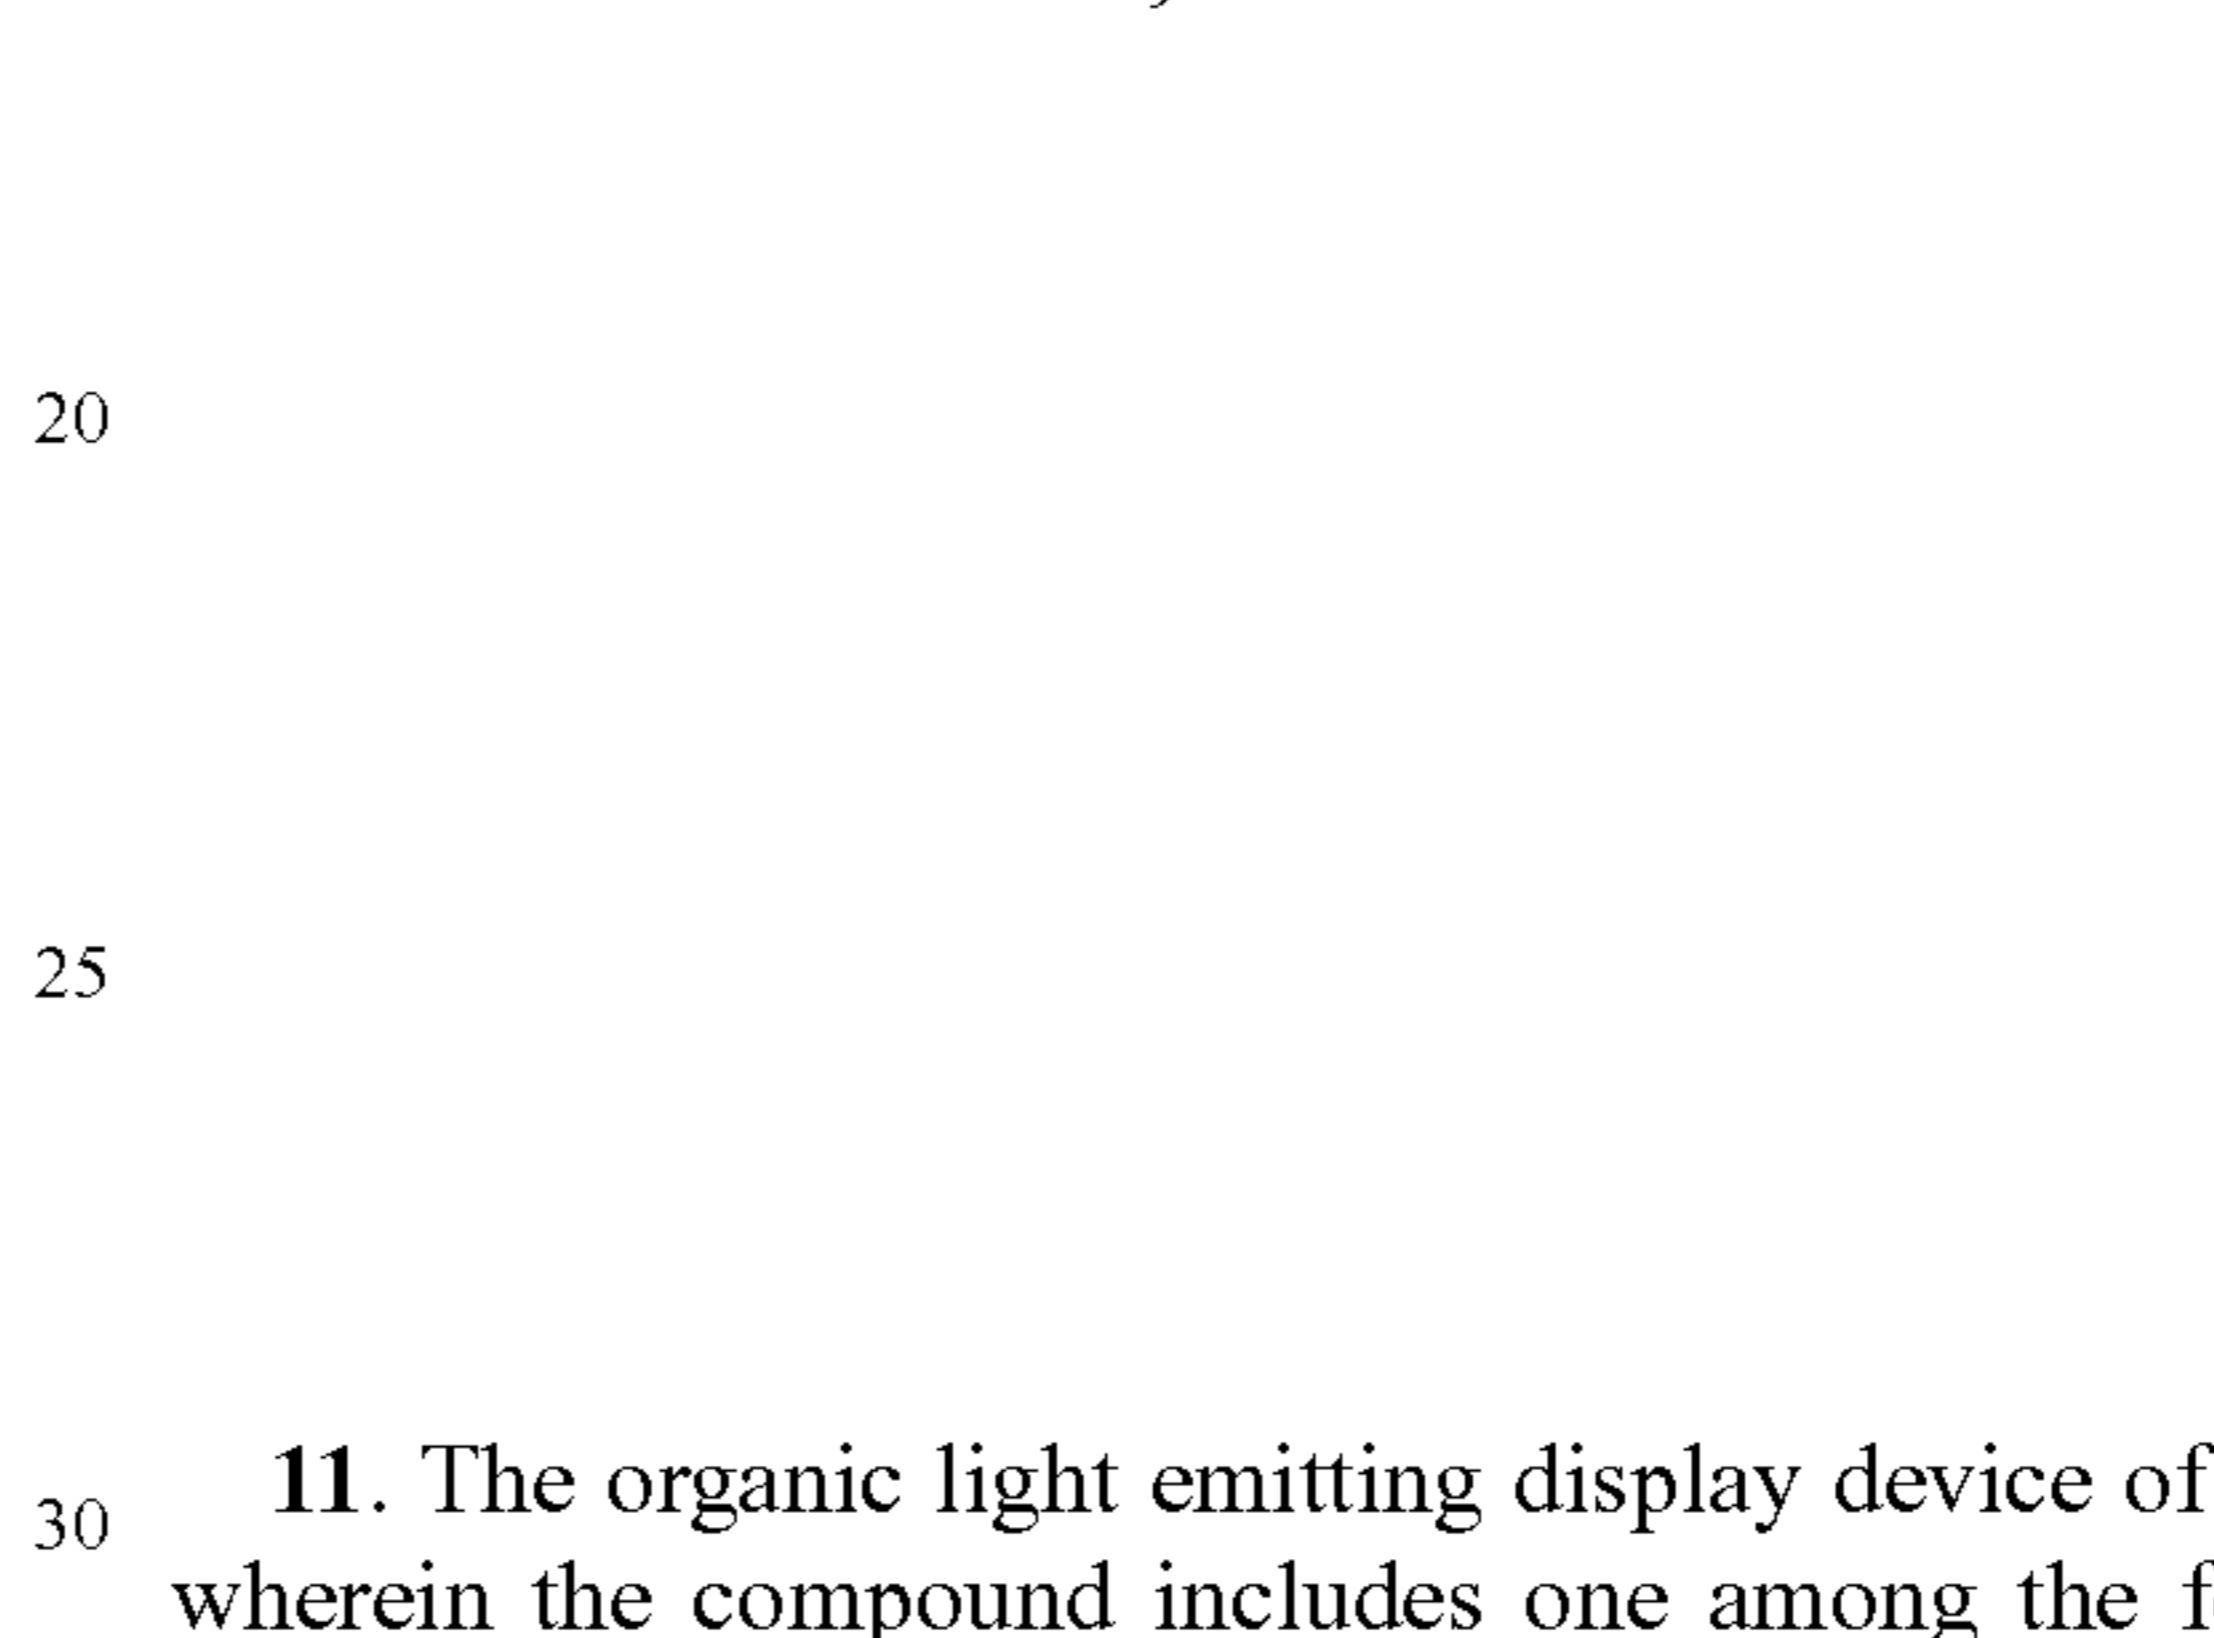 20
25
11. The organic light emitting display device of
30
wherein the compound includes one among the